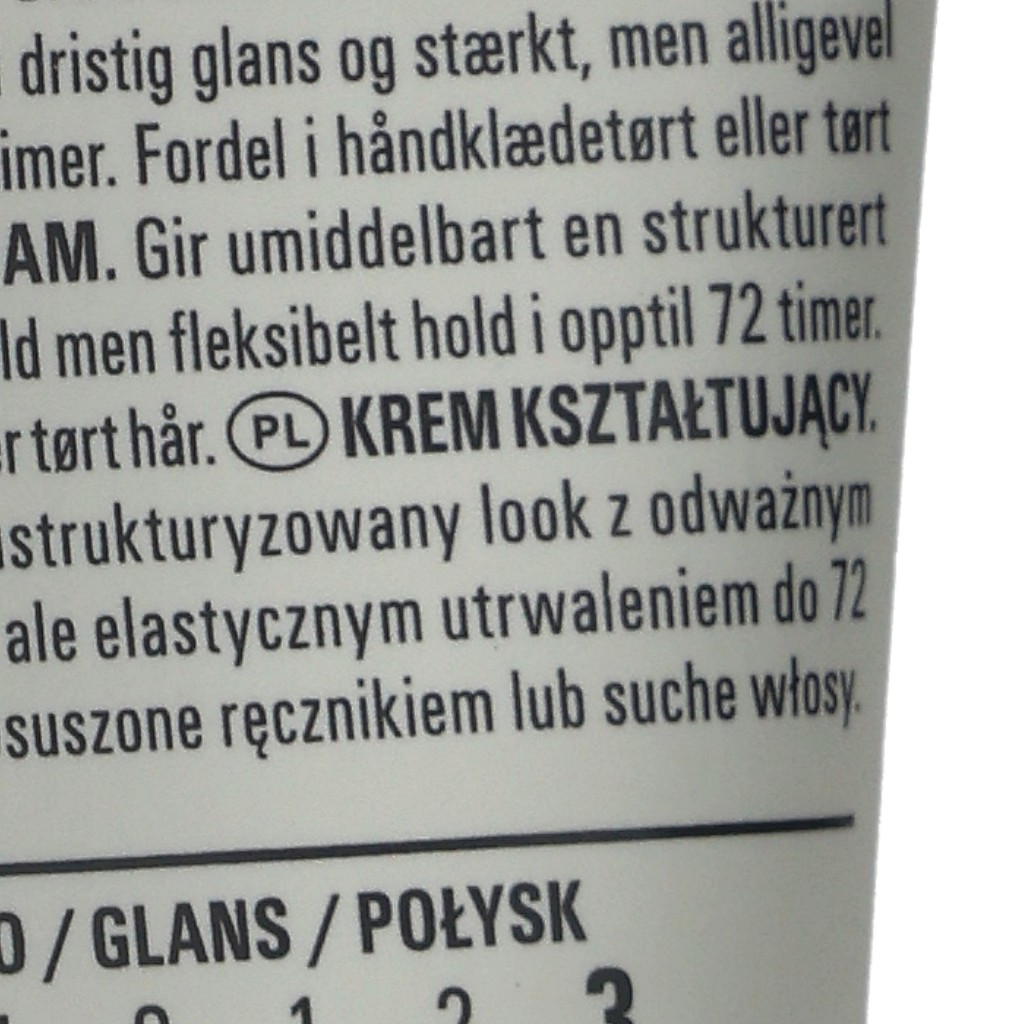 dristig glans og stærkt, men alligevel
imer. Fordel i håndklædetørt eller tørt
AM. Gir umiddelbart en strukturert
ld men fleksibelt hold i opptil 72 timer.
r tørt hår. PL KREM KSZTAŁTUJĄCY.
strukturyzowany look z odważnym
ale elastycznym utrwaleniem do 72
suszone ręcznikiem lub suche włosy.
O / GLANS / POŁYSK
1 2 3